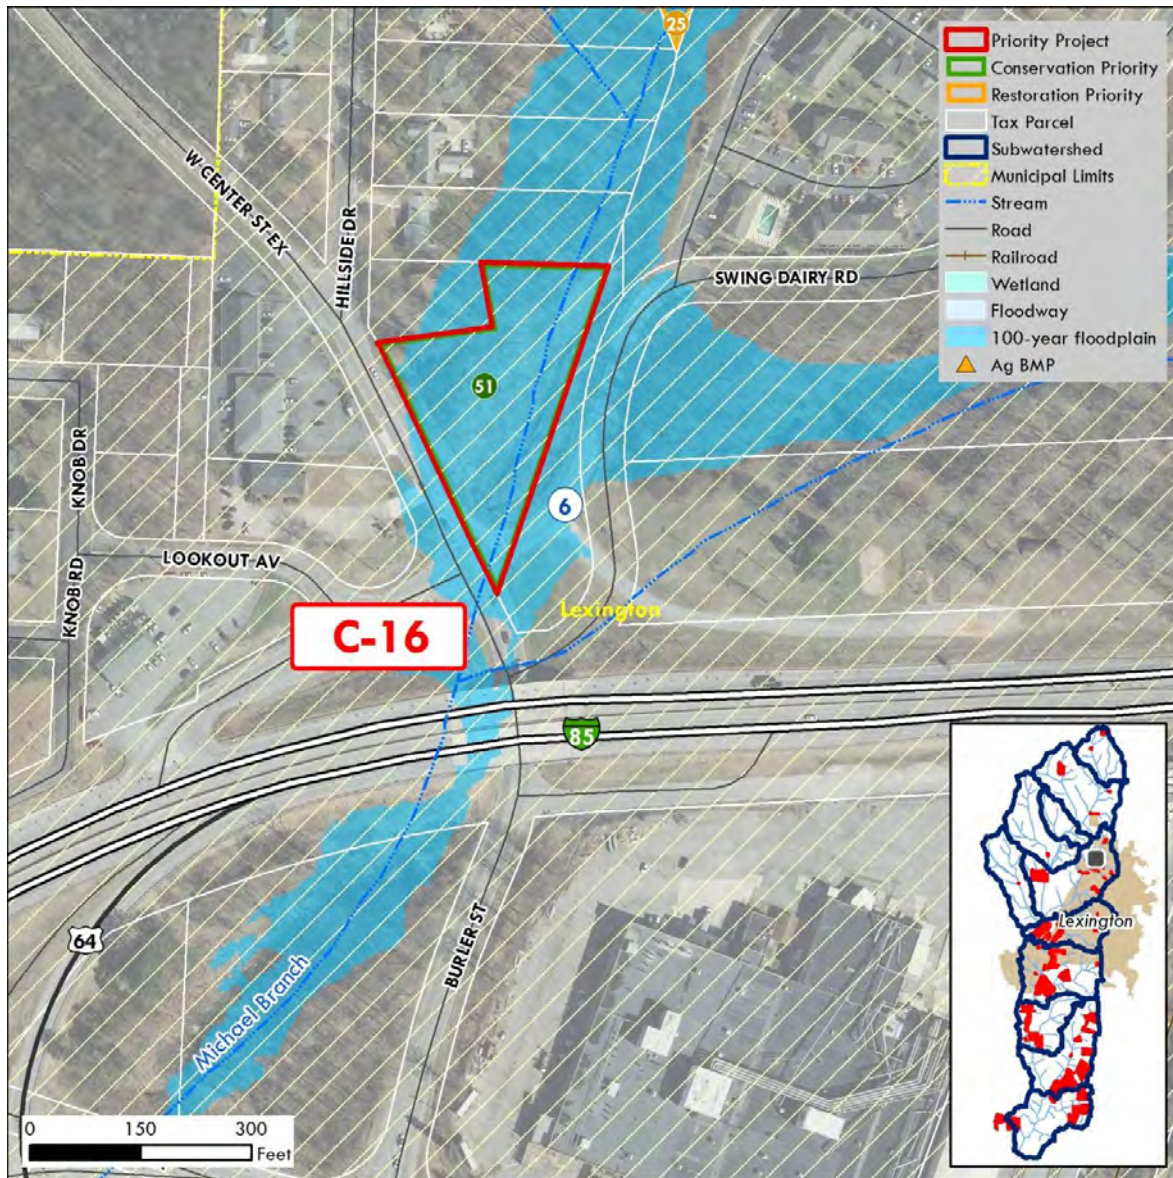 25
Priority Project
Conservation Priority
Restoration Priority
Tax Parcel
Subwatershed
Municipal Limits
Stream
Road
Railroad
Wetland
Floodway
100-year floodplain
Ag BMP
W CENTER ST EX
HILLSIDE DR
SWING DAIRY RD
51
KNOB DR
6
LOOKOUT AV
KNOB RD
Lexington
C-16
85
64
BURLER ST
Michael Branch
Lexington
0 150 300
Feet